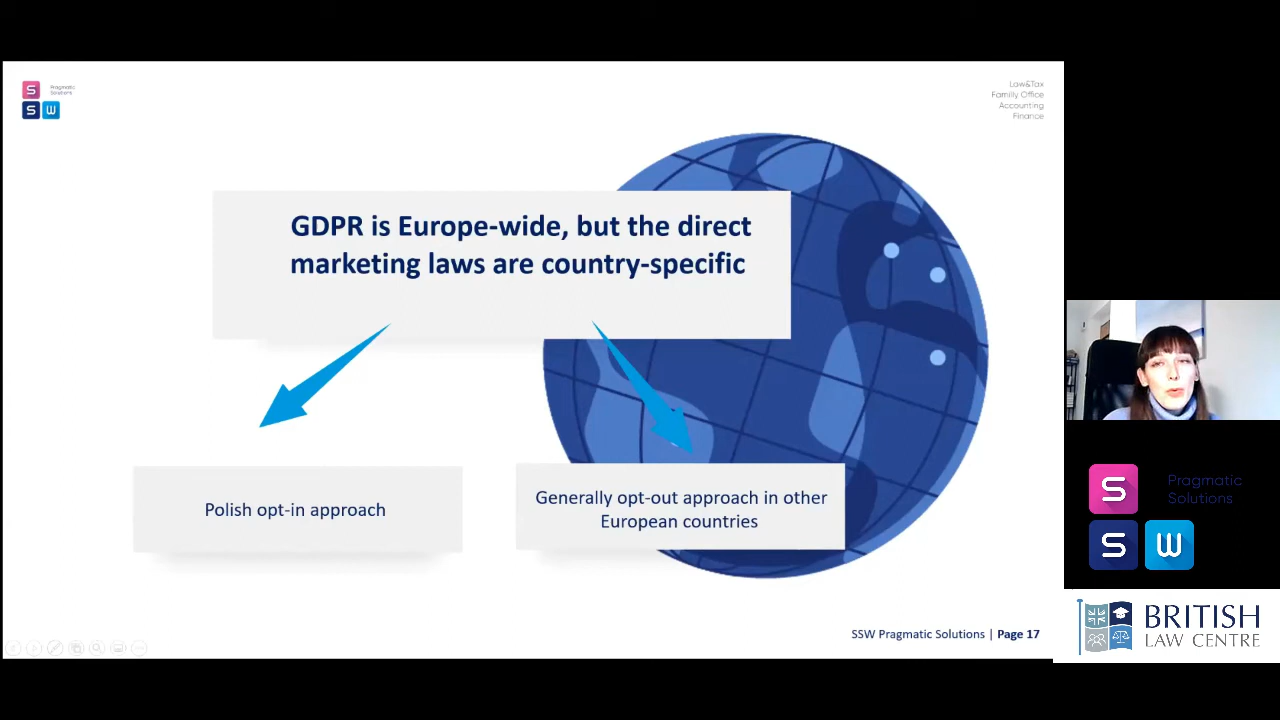 S
Pragmatic
Solutions
S W
Law&Tax
Familly Office
Accounting
Finance
GDPR is Europe-wide, but the direct
marketing laws are country-specific
Polish opt-in approach
Generally opt-out approach in other
European countries
SSW Pragmatic Solutions | Page 17
S
Pragmatic
Solutions
S W
BRITISH
LAW CENTRE